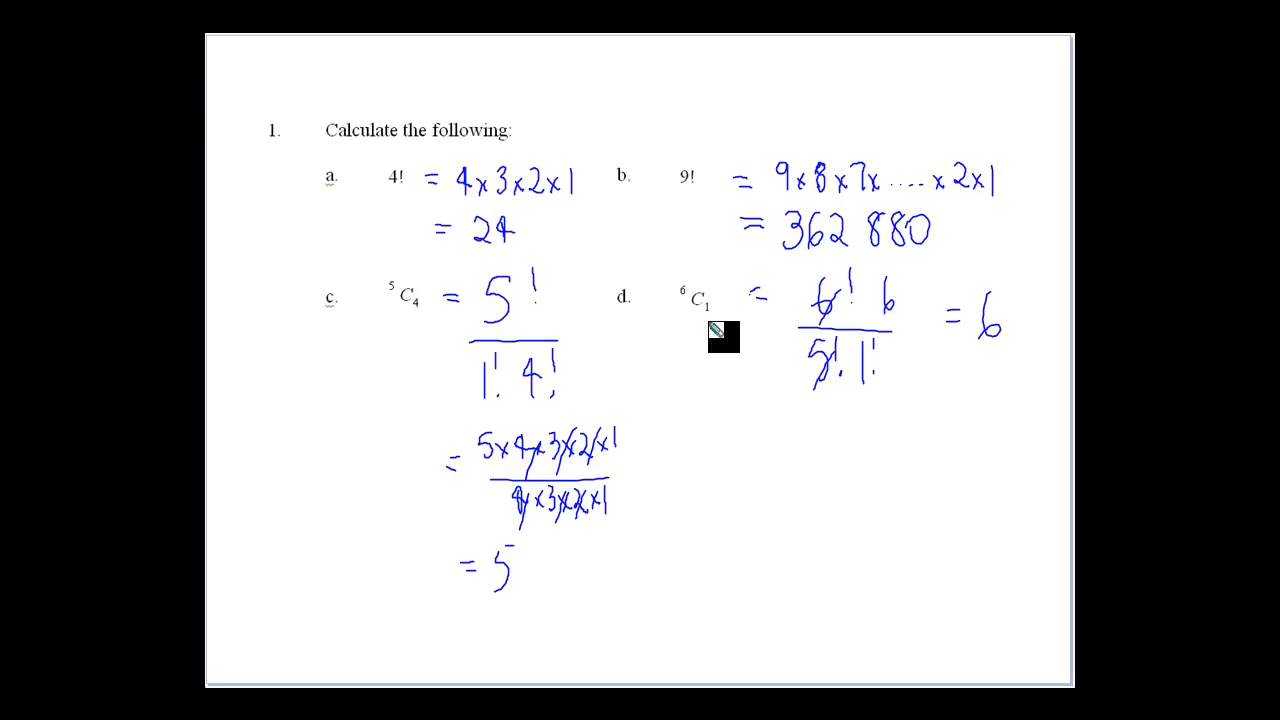 1. Calculate the following:
a. 4! = 4 x 3 x 2 x 1
= 24
b. 9! = 9 x 8 x 7 x .... x 2 x 1
= 362 880
c. ⁵C₄ = 5!
1! 4!
= 5 x 4 x 3 x 2 x 1
4 x 3 x 2 x 1
= 5
d. ⁶C₁ = 6! 6
5! . 1!
= 6